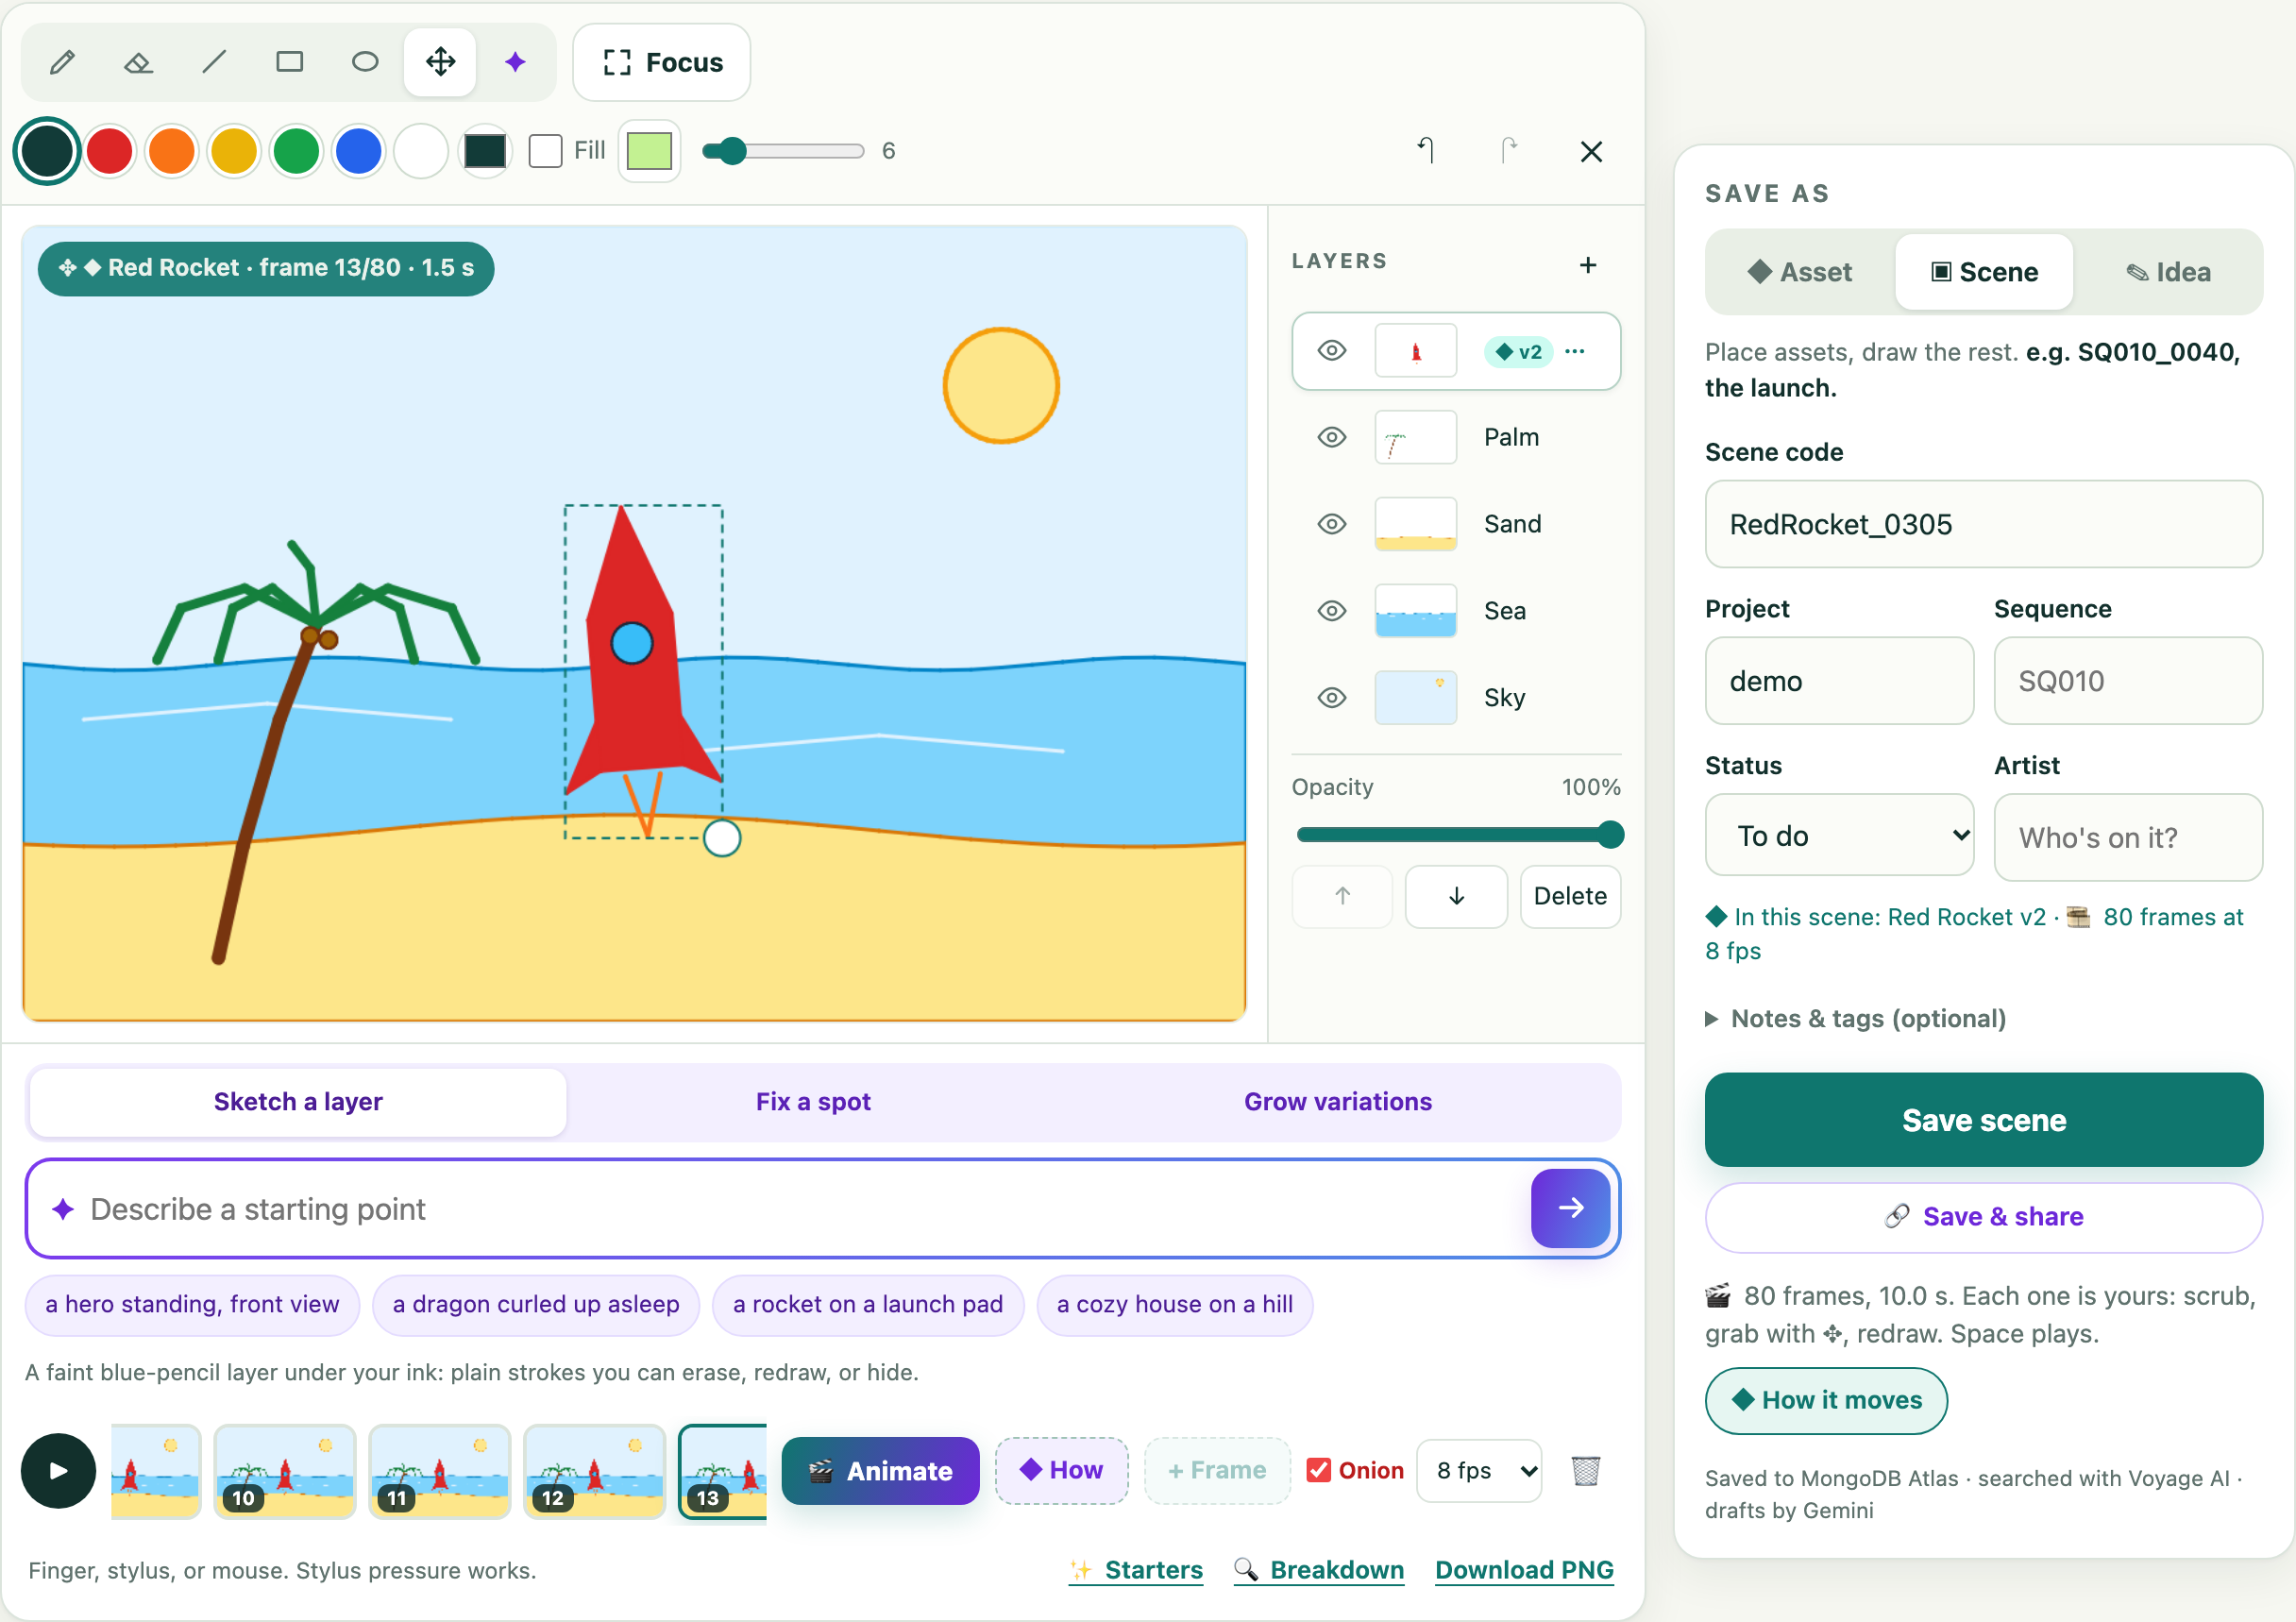 Focus
Fill
6
Red Rocket · frame 13/80 · 1.5 s
LAYERS
+
v2
Palm
Sand
Sea
Sky
Opacity
100%
↑
↓
Delete
Sketch a layer
Fix a spot
Grow variations
Describe a starting point
a hero standing, front view
a dragon curled up asleep
a rocket on a launch pad
a cozy house on a hill
A faint blue-pencil layer under your ink: plain strokes you can erase, redraw, or hide.
10
11
12
13
Animate
How
+ Frame
Onion
8 fps
Finger, stylus, or mouse. Stylus pressure works.
Starters
Breakdown
Download PNG
SAVE AS
Asset
Scene
Idea
Place assets, draw the rest. e.g. SQ010_0040,
the launch.
Scene code
RedRocket_0305
Project
Sequence
demo
SQ010
Status
Artist
To do
Who's on it?
In this scene: Red Rocket v2 · 80 frames at
8 fps
Notes & tags (optional)
Save scene
Save & share
80 frames, 10.0 s. Each one is yours: scrub,
grab with ✥, redraw. Space plays.
How it moves
Saved to MongoDB Atlas · searched with Voyage AI ·
drafts by Gemini